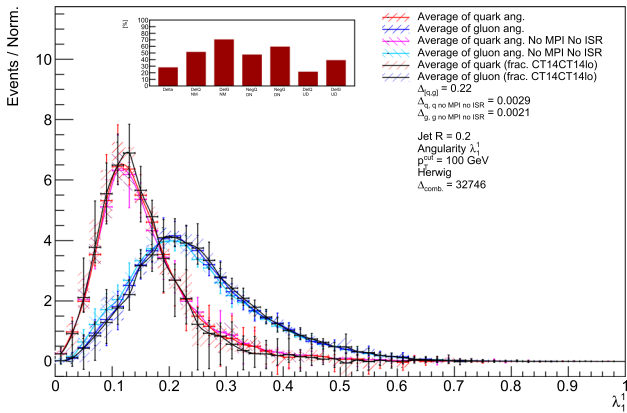 Events / Norm.
10
8
6
4
2
0
[%]
100
90
80
70
60
50
40
30
20
10
0
Delta
DelQ NM
DelG NM
NegQ DN
NegG DN
DelQ UD
DelG UD
Average of quark ang.
Average of gluon ang.
Average of quark ang. No MPI No ISR
Average of gluon ang. No MPI No ISR
Average of quark (frac. CT14CT14lo)
Average of gluon (frac. CT14CT14lo)
Δ[q,g] = 0.22
Δq, q no MPI no ISR = 0.0029
Δg, g no MPI no ISR = 0.0021
Jet R = 0.2
Angularity λ¹₁
pᵀcut = 100 GeV
Herwig
Δcomb. = 32746
0 0.1 0.2 0.3 0.4 0.5 0.6 0.7 0.8 0.9 1
λ¹₁